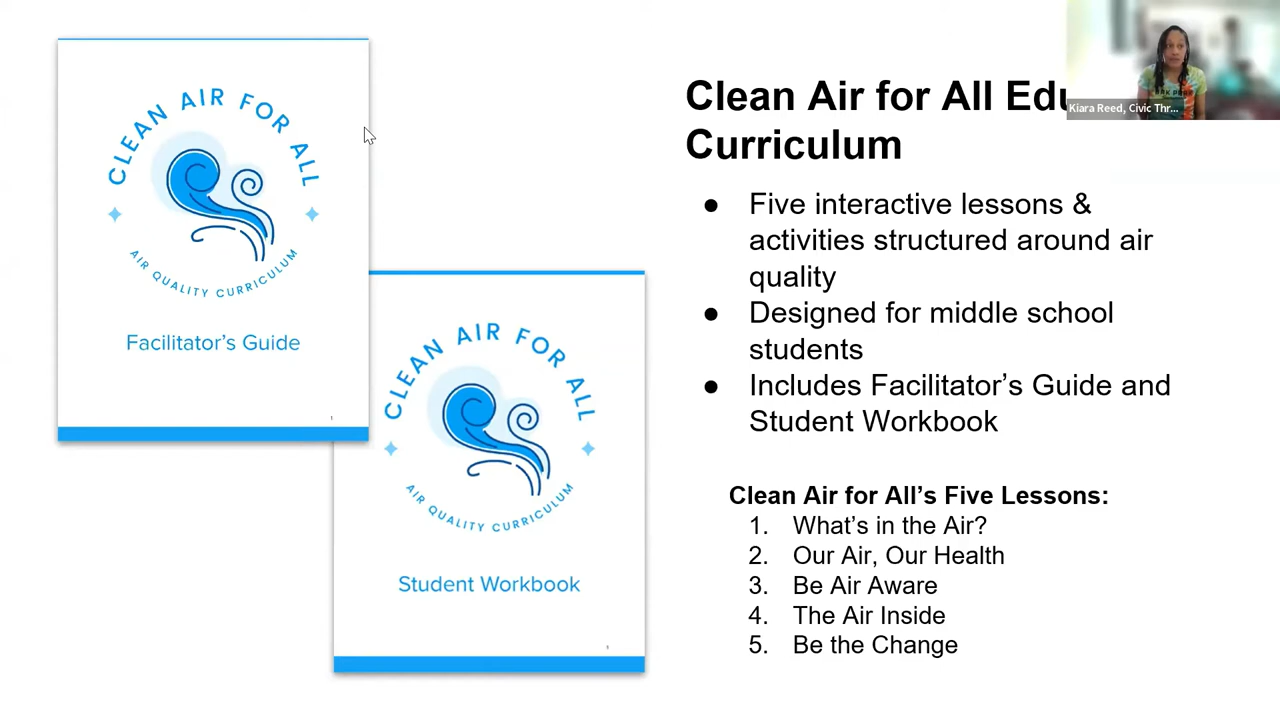 CLEAN AIR FOR ALL
AIR QUALITY CURRICULUM
Facilitator's Guide
1
CLEAN AIR FOR ALL
AIR QUALITY CURRICULUM
Student Workbook
Kiara Reed, Civic Thr...
Clean Air for All Edu
Curriculum
● Five interactive lessons &
activities structured around air
quality
● Designed for middle school
students
● Includes Facilitator's Guide and
Student Workbook
Clean Air for All's Five Lessons:
1. What's in the Air?
2. Our Air, Our Health
3. Be Air Aware
4. The Air Inside
5. Be the Change